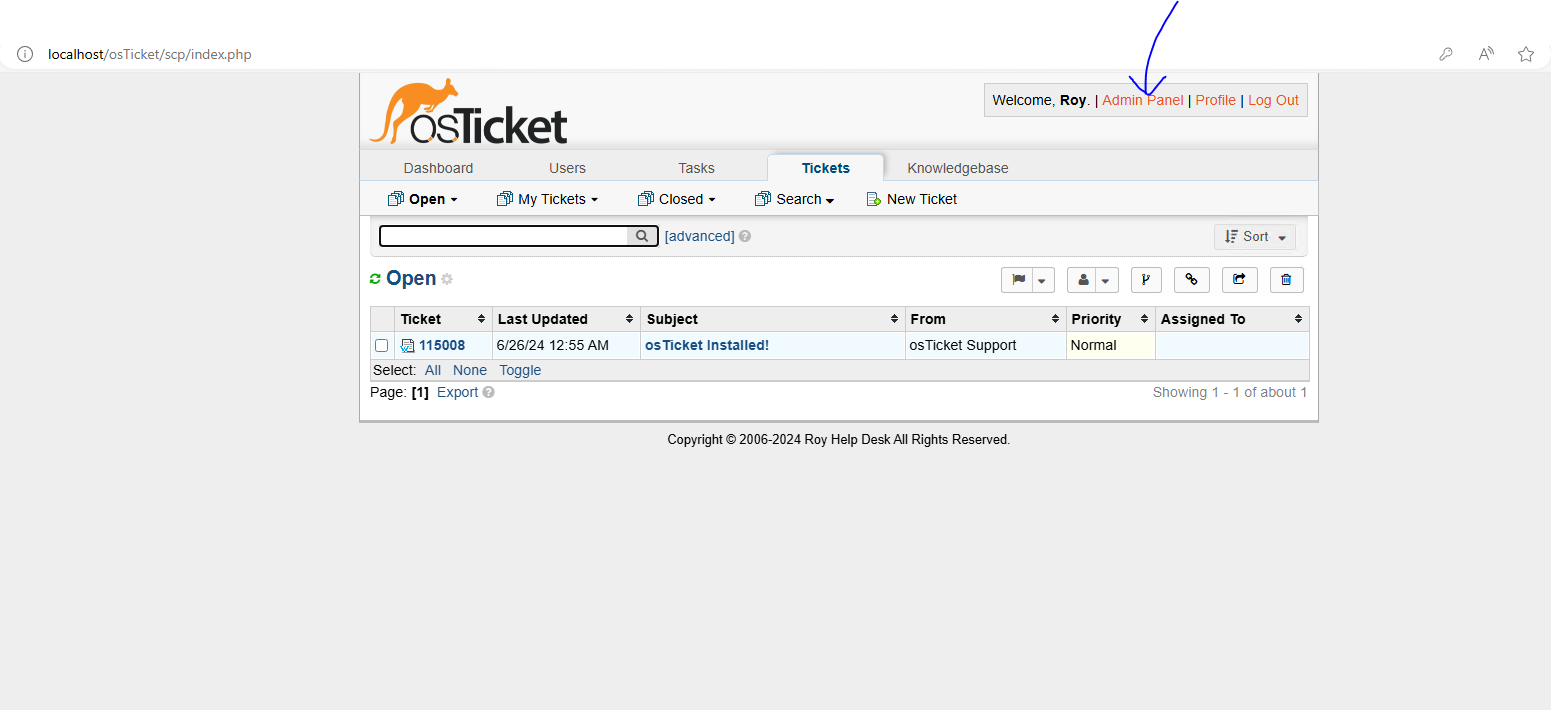 localhost/osTicket/scp/index.php
osTicket
Welcome, Roy. | Admin Panel | Profile | Log Out
Dashboard Users Tasks Tickets Knowledgebase
Open My Tickets Closed Search New Ticket
[advanced] Sort
Open
Ticket Last Updated Subject From Priority Assigned To
115008 6/26/24 12:55 AM osTicket Installed! osTicket Support Normal
Select: All None Toggle
Page: [1] Export Showing 1 - 1 of about 1
Copyright © 2006-2024 Roy Help Desk All Rights Reserved.